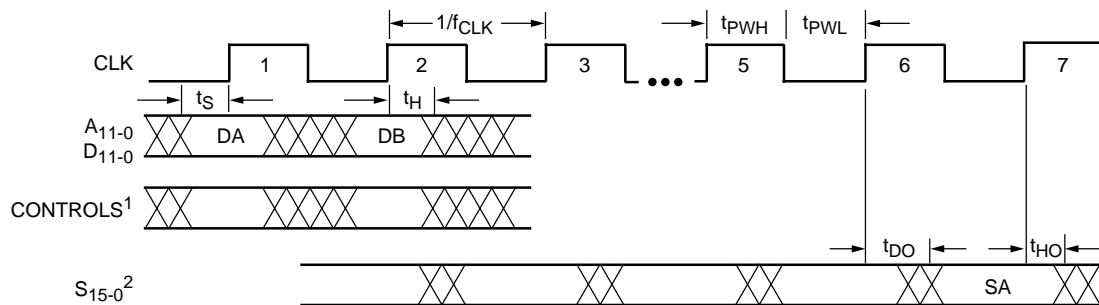 1/fCLK
tPWH
tPWL
CLK
1
2
3
5
6
7
tS
tH
A11-0
D11-0
DA
DB
CONTROLS1
tDO
tHO
S15-02
SA